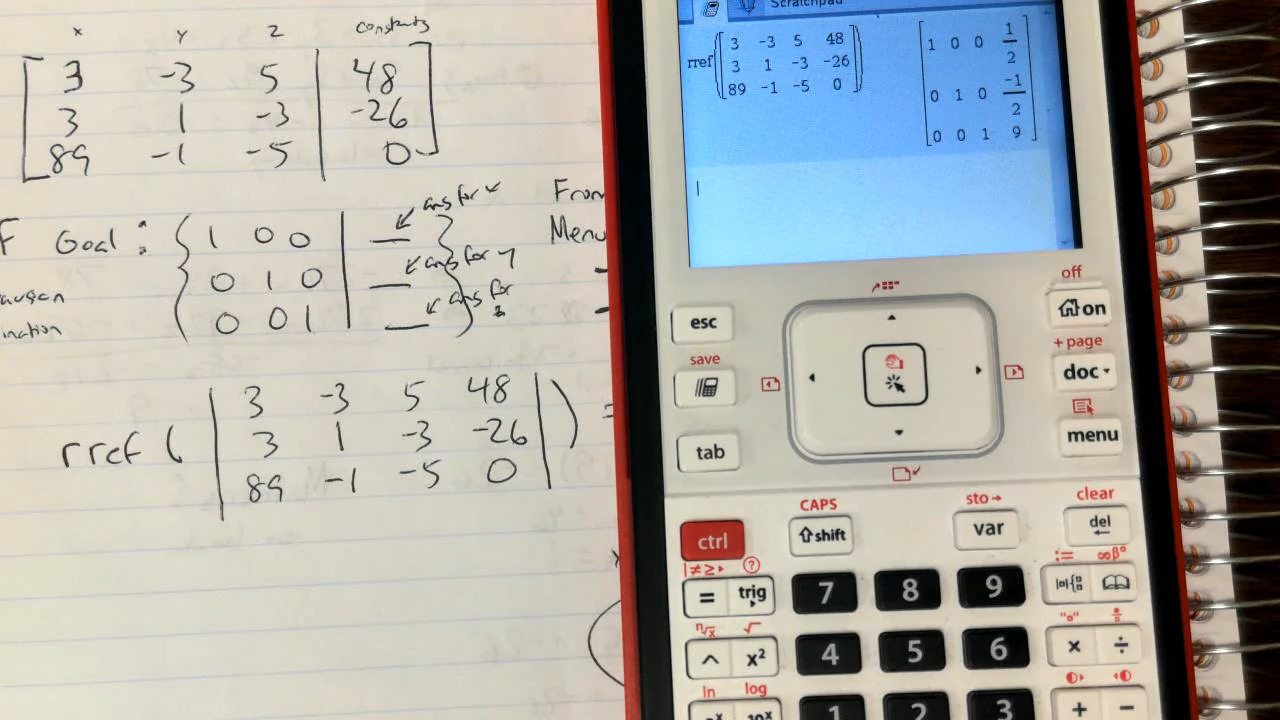 x y z constants
3 -3 5 48
3 1 -3 -26
89 -1 -5 0
Goal :
1 0 0 ans for x
0 1 0 ans for y
0 0 1 ans for z
From
Menu
rref (
3 -3 5 48
3 1 -3 -26
89 -1 -5 0
) =
Scratchpad
rref(
3 -3 5 48
3 1 -3 -26
89 -1 -5 0
)
1 0 0 1/2
0 1 0 -1/2
0 0 1 9
off
esc
on
save
+ page
doc
tab
menu
CAPS
sto→
clear
ctrl
shift
var
del
|≠≥▸ ?
:= ∞β°
= trig
7 8 9
ⁿ√x √
"□"
^ x²
4 5 6
× ÷
ln log
eˣ 10ˣ
1 2 3
+ −